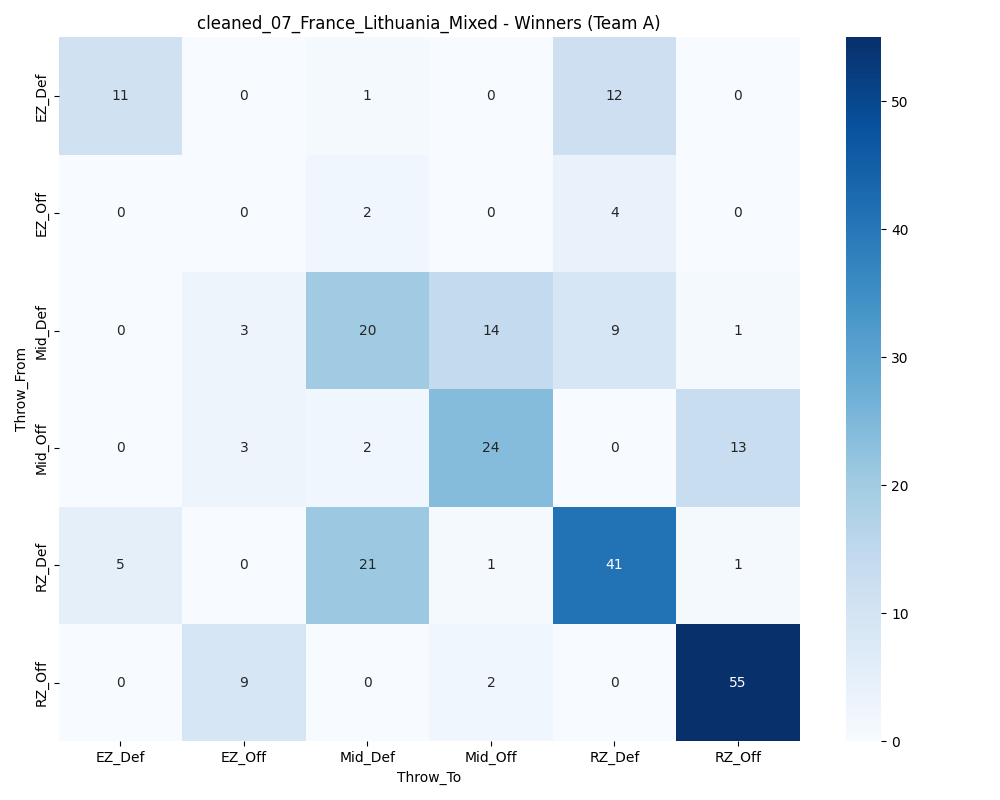 cleaned_07_France_Lithuania_Mixed - Winners (Team A)
Throw_From
EZ_Def 11 0 1 0 12 0
EZ_Off 0 0 2 0 4 0
Mid_Def 0 3 20 14 9 1
Mid_Off 0 3 2 24 0 13
RZ_Def 5 0 21 1 41 1
RZ_Off 0 9 0 2 0 55
EZ_Def EZ_Off Mid_Def Mid_Off RZ_Def RZ_Off
Throw_To
50
40
30
20
10
0